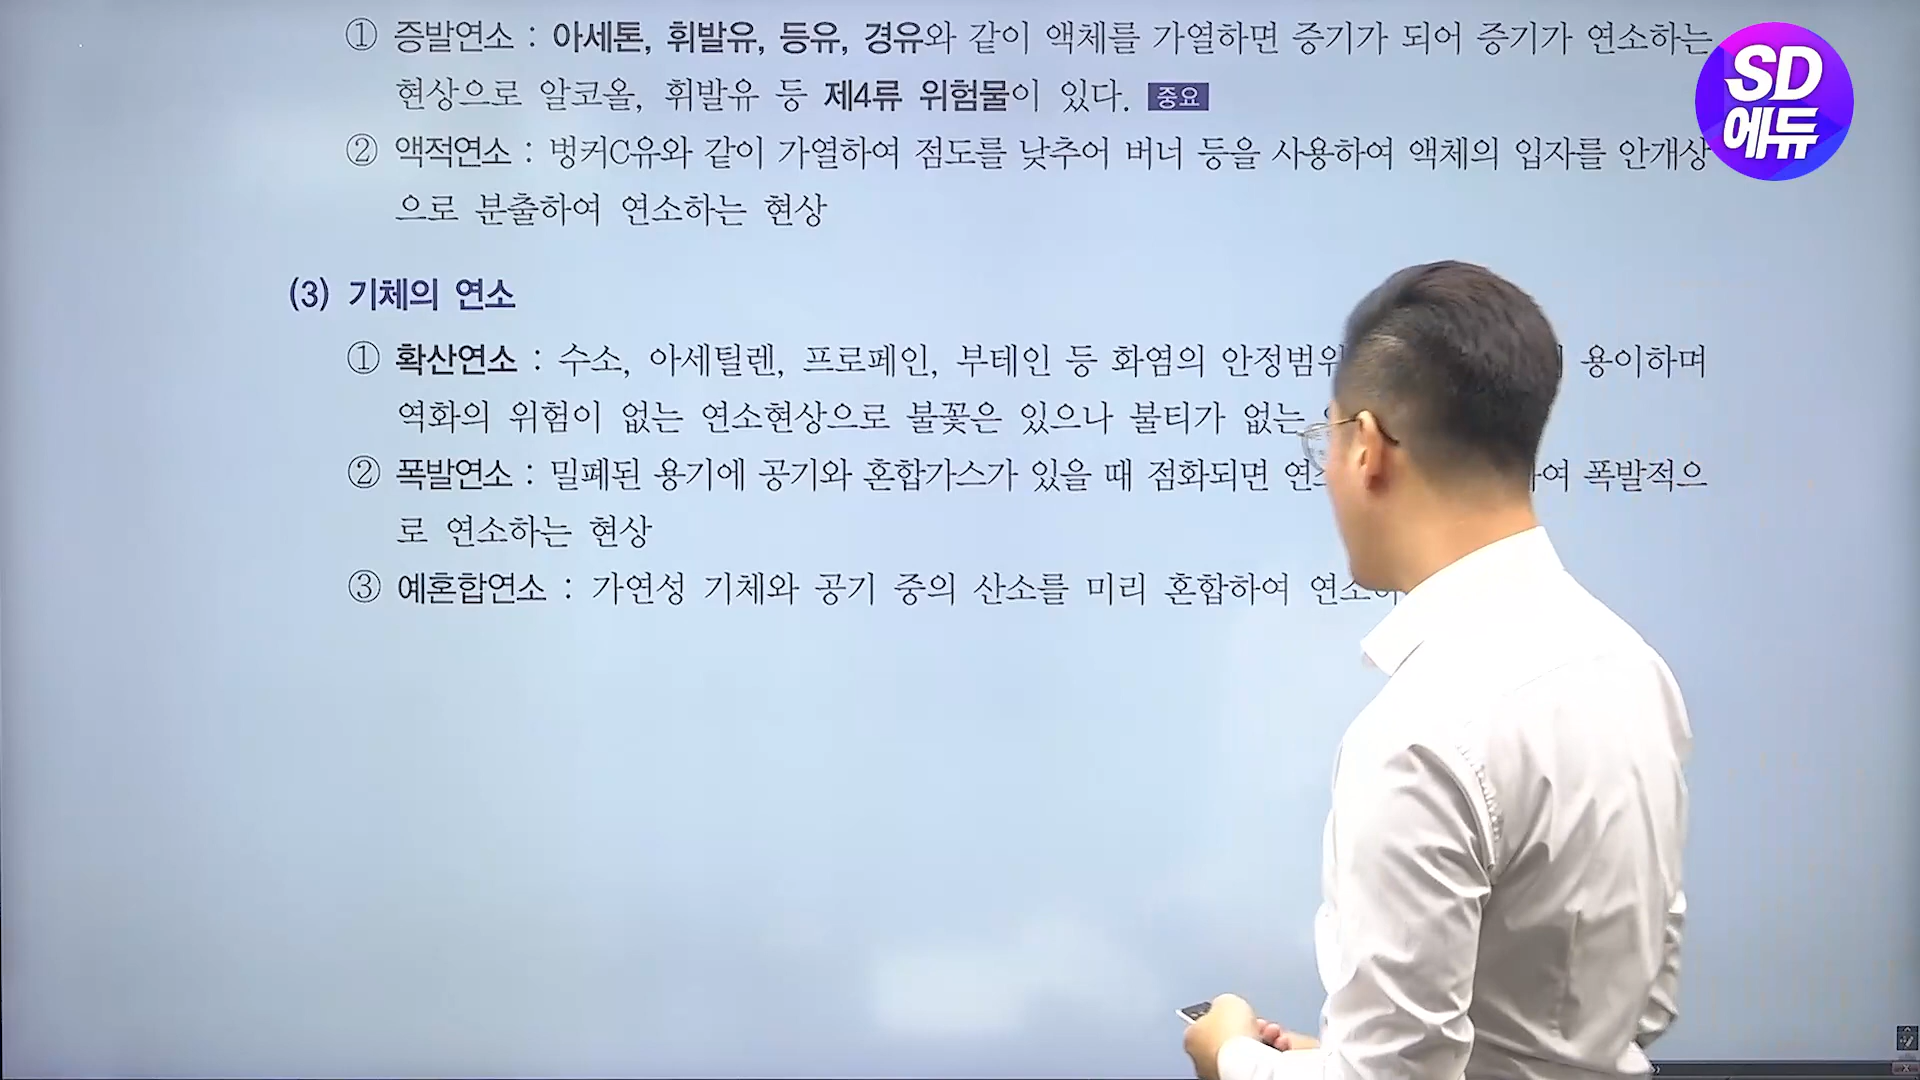 ① 증발연소 : 아세톤, 휘발유, 등유, 경유와 같이 액체를 가열하면 증기가 되어 증기가 연소하는
현상으로 알코올, 휘발유 등 제4류 위험물이 있다. 중요
② 액적연소 : 벙커C유와 같이 가열하여 점도를 낮추어 버너 등을 사용하여 액체의 입자를 안개상
으로 분출하여 연소하는 현상
(3) 기체의 연소
① 확산연소 : 수소, 아세틸렌, 프로페인, 부테인 등 화염의 안정범위 용이하며
역화의 위험이 없는 연소현상으로 불꽃은 있으나 불티가 없는
② 폭발연소 : 밀폐된 용기에 공기와 혼합가스가 있을 때 점화되면 폭발적으
로 연소하는 현상
③ 예혼합연소 : 가연성 기체와 공기 중의 산소를 미리 혼합하여
SD
에듀